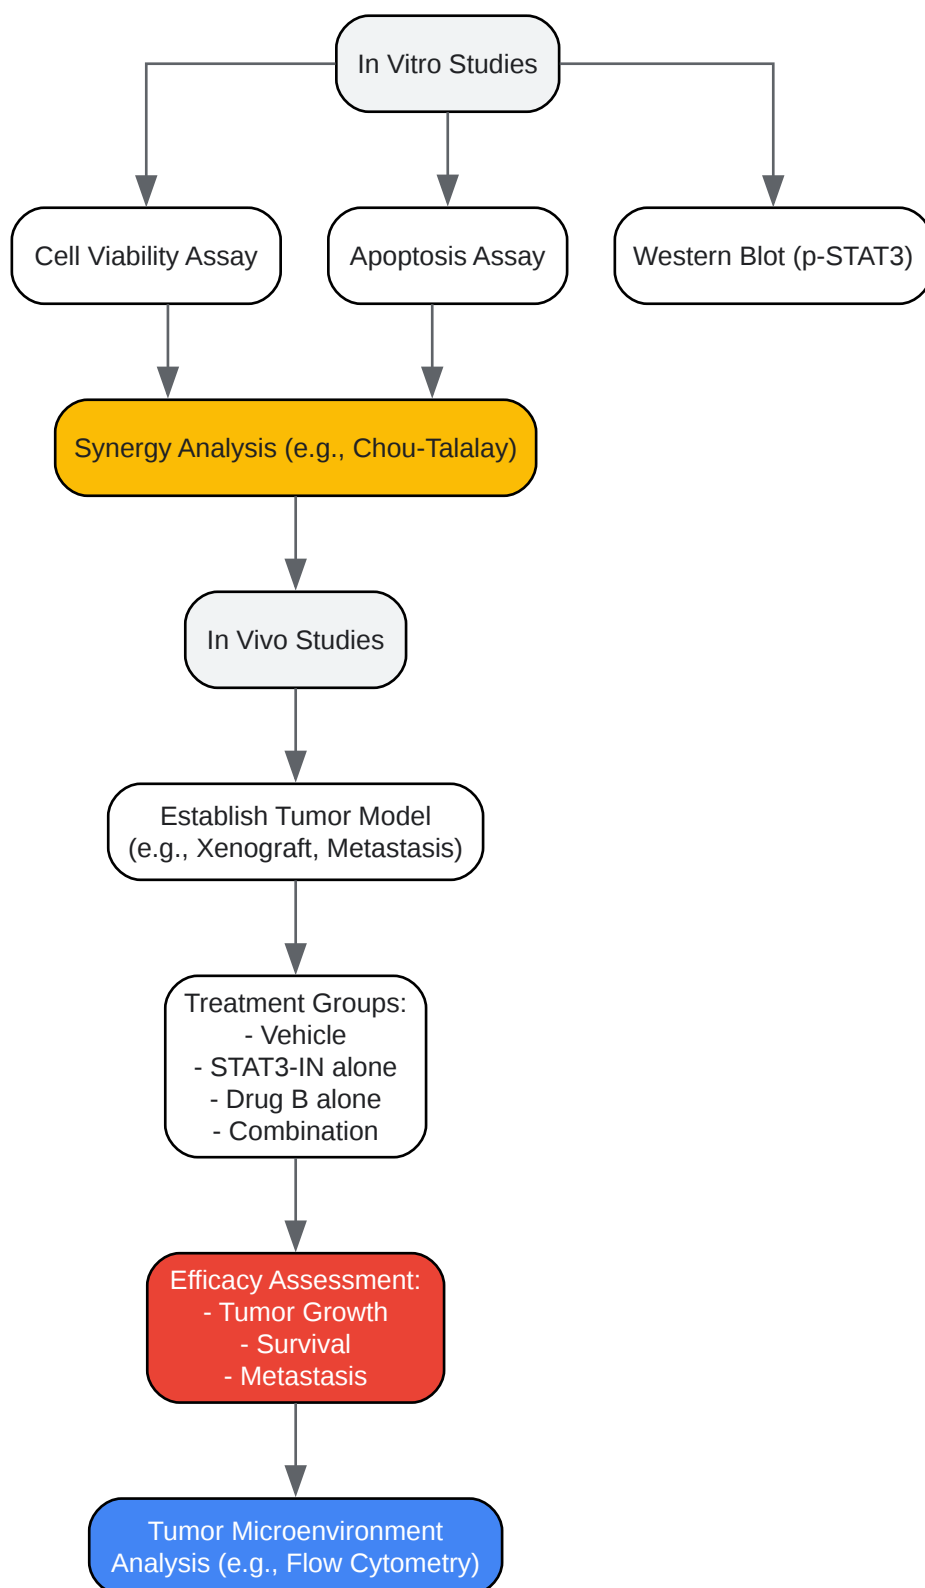 In Vitro Studies
Cell Viability Assay
Apoptosis Assay
Western Blot (p-STAT3)
Synergy Analysis (e.g., Chou-Talalay)
In Vivo Studies
Establish Tumor Model
(e.g., Xenograft, Metastasis)
Treatment Groups:
- Vehicle
- STAT3-IN alone
- Drug B alone
- Combination
Efficacy Assessment:
- Tumor Growth
- Survival
- Metastasis
Tumor Microenvironment
Analysis (e.g., Flow Cytometry)